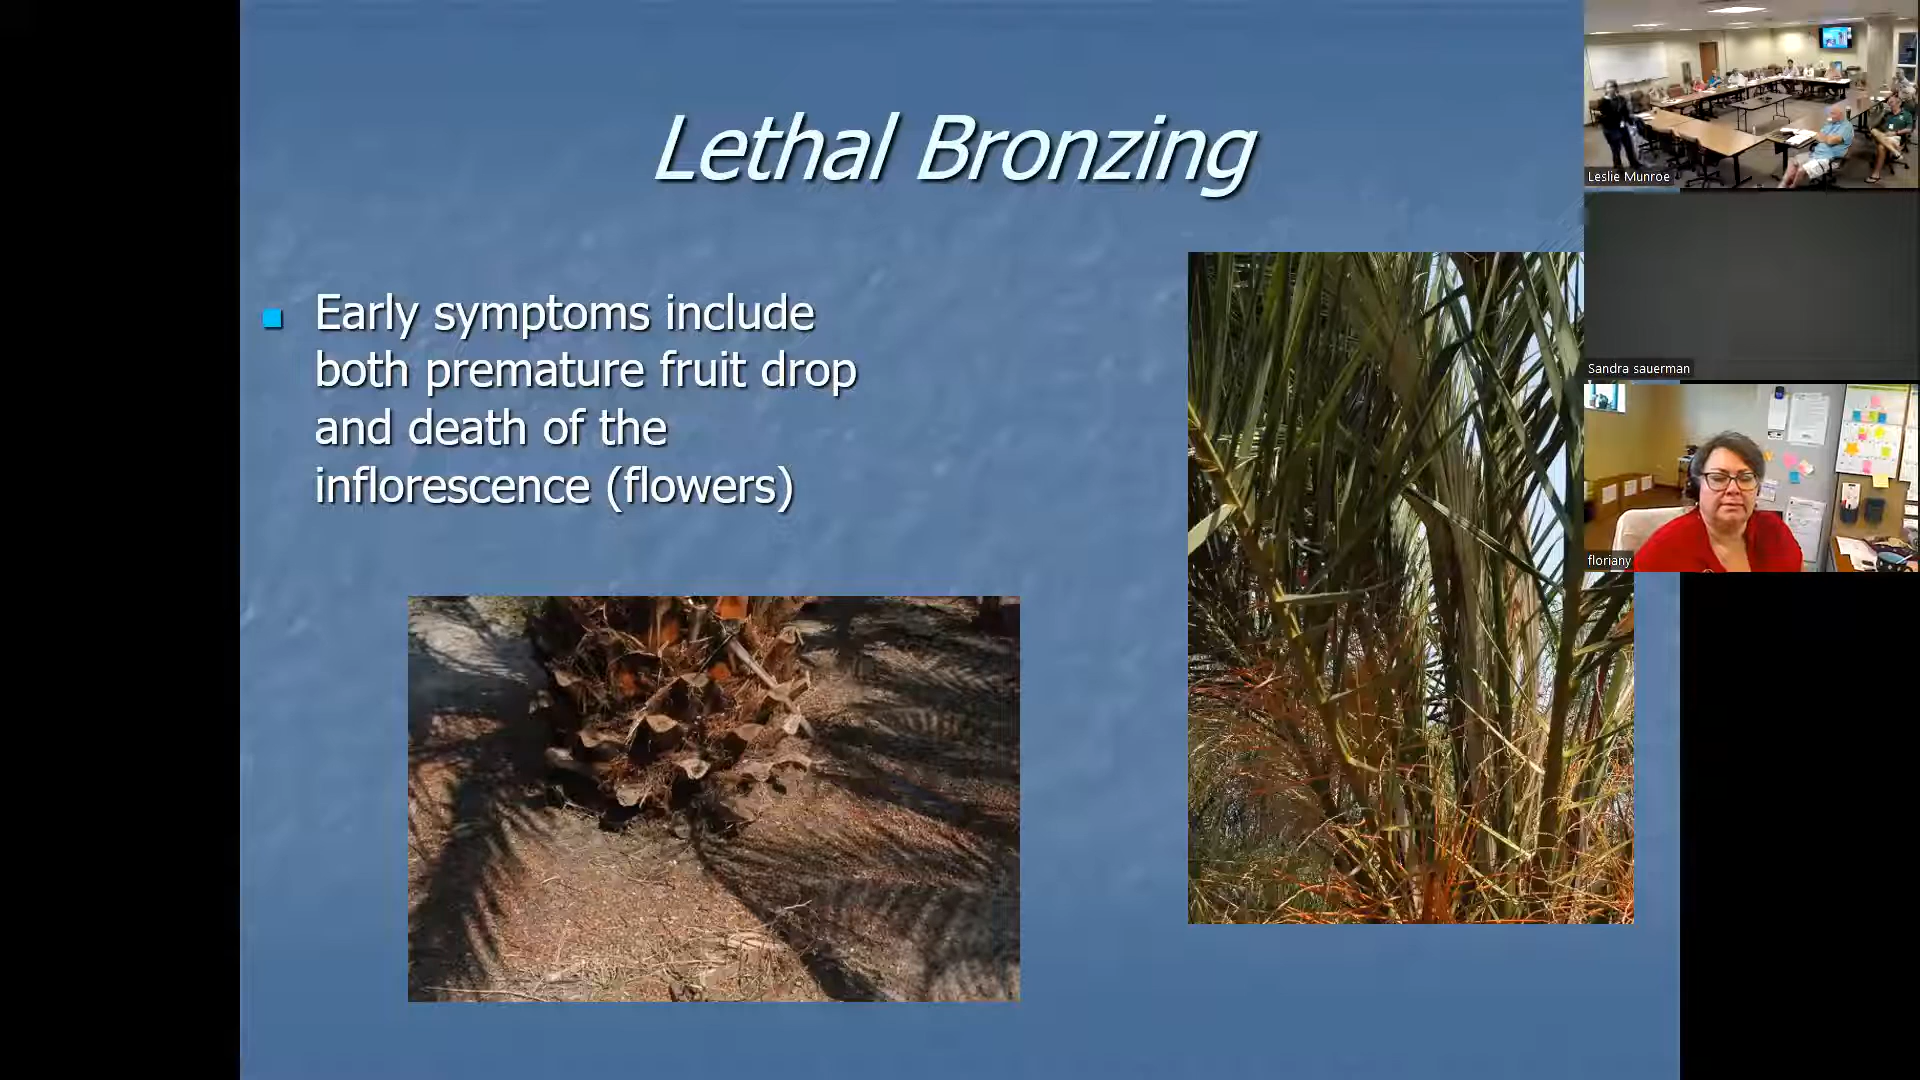 Lethal Bronzing
Early symptoms include
both premature fruit drop
and death of the
inflorescence (flowers)
Leslie Munroe
Sandra sauerman
floriany